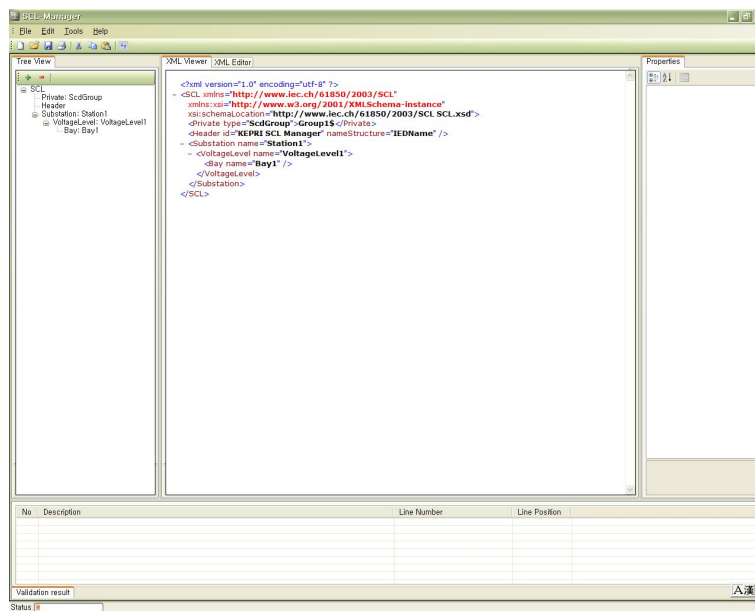 SCL-Manager
File Edit Tools Help
Tree View
SCL
Private: ScdGroup
Header
Substation: Station1
VoltageLevel: VoltageLevel1
Bay: Bay1
XML Viewer XML Editor
<?xml version="1.0" encoding="utf-8" ?>
- <SCL xmlns="http://www.iec.ch/61850/2003/SCL"
xmlns:xsi="http://www.w3.org/2001/XMLSchema-instance"
xsi:schemaLocation="http://www.iec.ch/61850/2003/SCL SCL.xsd">
<Private type="ScdGroup">Group1$</Private>
<Header id="KEPRI SCL Manager" nameStructure="IEDName" />
- <Substation name="Station1">
- <VoltageLevel name="VoltageLevel1">
<Bay name="Bay1" />
</VoltageLevel>
</Substation>
</SCL>
Properties
No Description Line Number Line Position
Validation result
A漢
Status